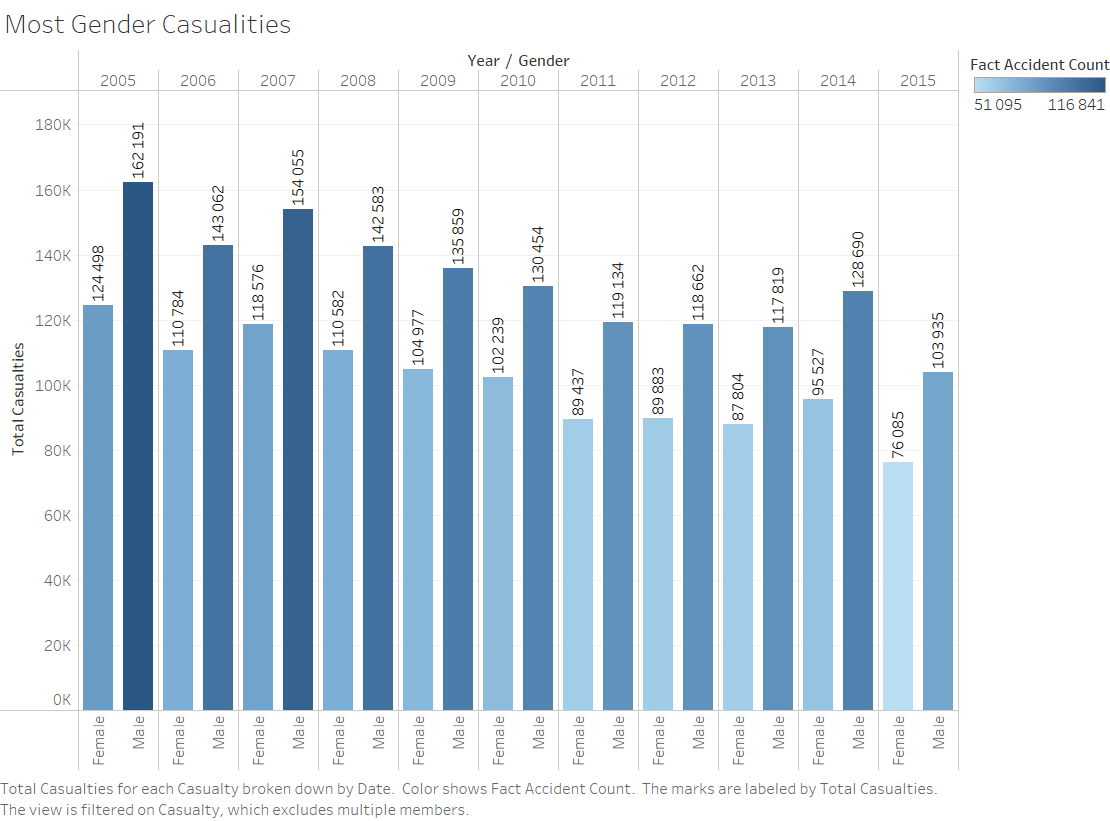 Most Gender Casualities
Year / Gender
2005 2006 2007 2008 2009 2010 2011 2012 2013 2014 2015
Fact Accident Count
51 095 116 841
Total Casualties
180K
160K
140K
120K
100K
80K
60K
40K
20K
0K
124 498
162 191
110 784
143 062
118 576
154 055
110 582
142 583
104 977
135 859
102 239
130 454
89 437
119 134
89 883
118 662
87 804
117 819
95 527
128 690
76 085
103 935
Female
Male
Female
Male
Female
Male
Female
Male
Female
Male
Female
Male
Female
Male
Female
Male
Female
Male
Female
Male
Female
Male
Total Casualties for each Casualty broken down by Date. Color shows Fact Accident Count. The marks are labeled by Total Casualties.
The view is filtered on Casualty, which excludes multiple members.